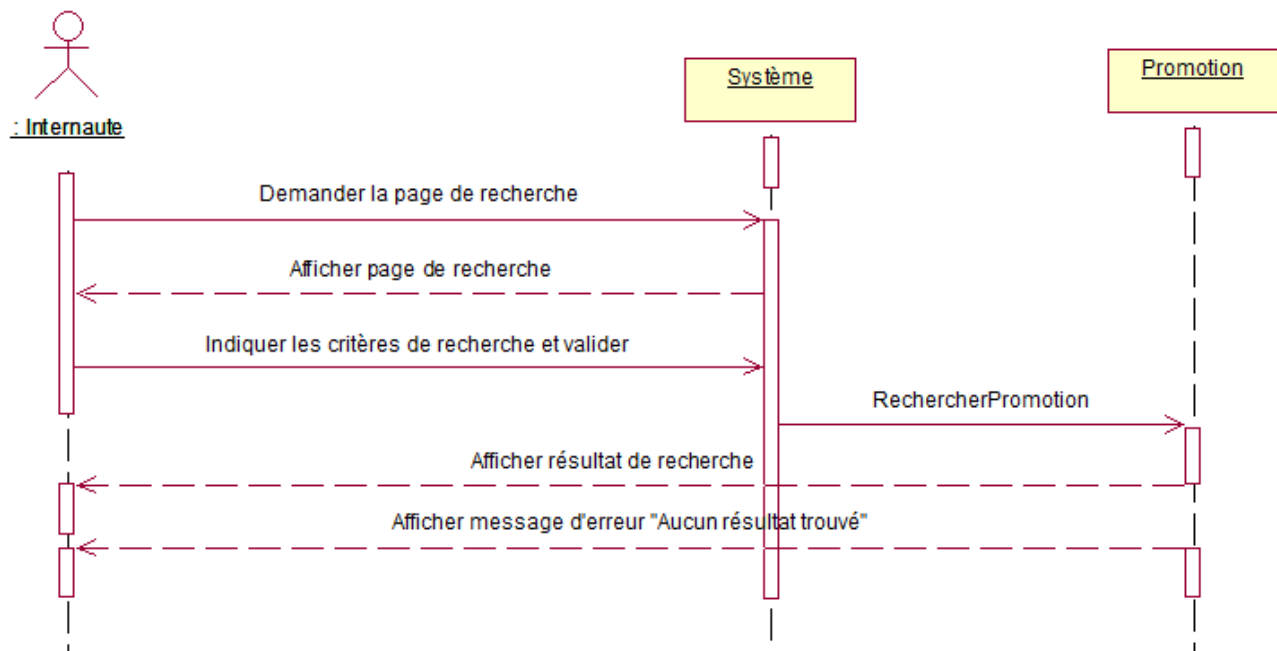 : Internaute
Système
Promotion
Demander la page de recherche
Afficher page de recherche
Indiquer les critères de recherche et valider
RechercherPromotion
Afficher résultat de recherche
Afficher message d'erreur "Aucun résultat trouvé"